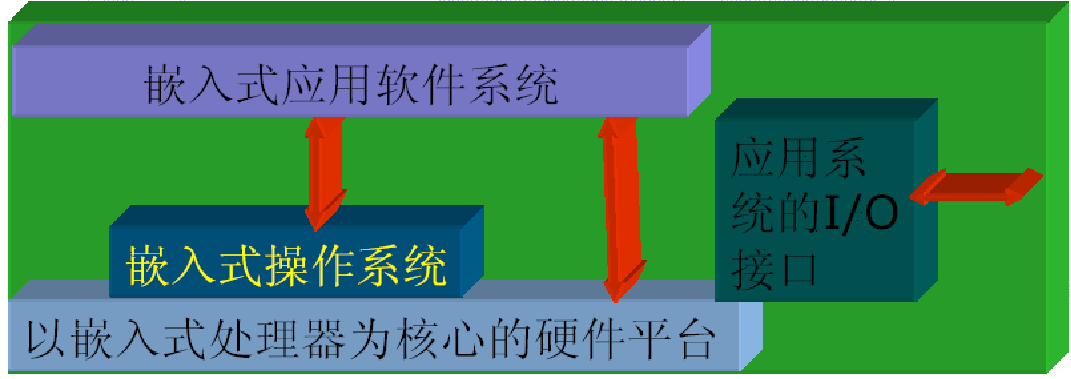 嵌入式应用软件系统
应用系
统的I/O
接口
嵌入式操作系统
以嵌入式处理器为核心的硬件平台